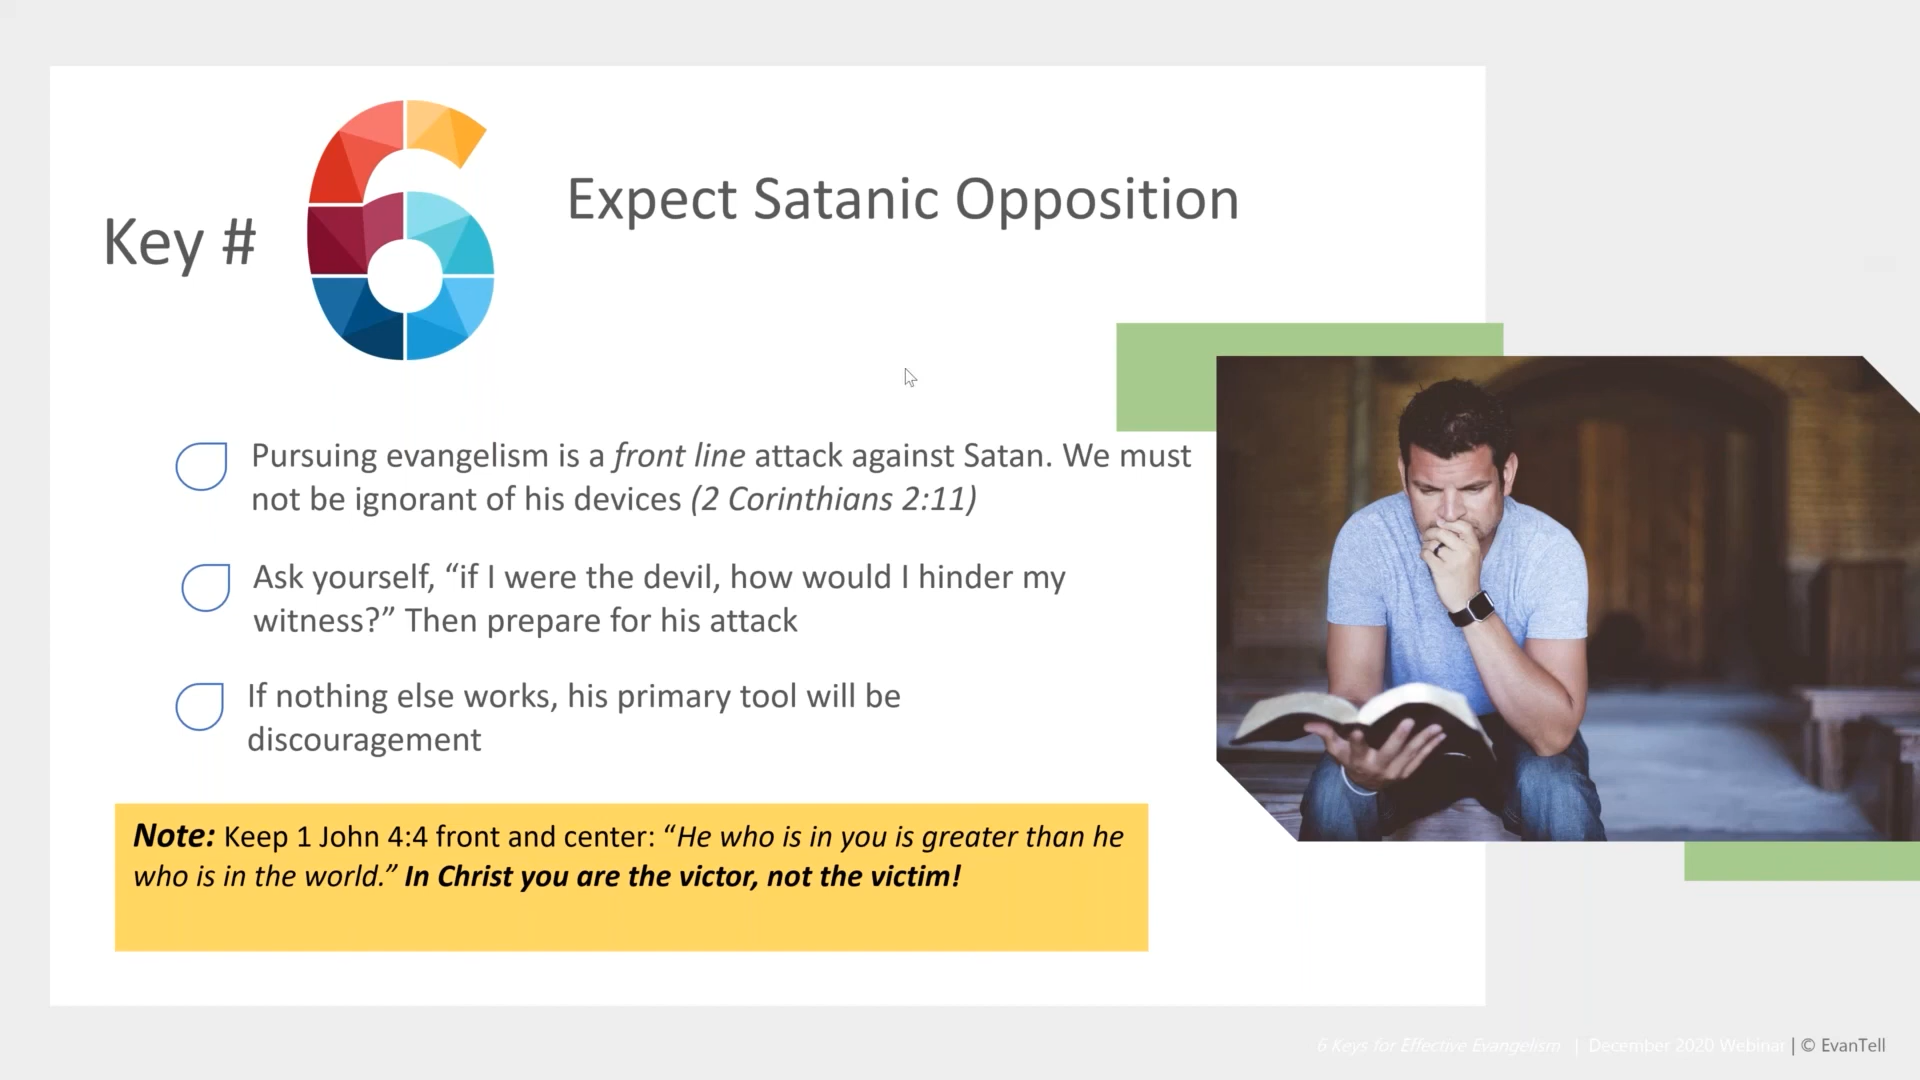 Key # 6
Expect Satanic Opposition
Pursuing evangelism is a front line attack against Satan. We must
not be ignorant of his devices (2 Corinthians 2:11)
Ask yourself, “if I were the devil, how would I hinder my
witness?” Then prepare for his attack
If nothing else works, his primary tool will be
discouragement
Note: Keep 1 John 4:4 front and center: “He who is in you is greater than he
who is in the world.” In Christ you are the victor, not the victim!
6 Keys for Effective Evangelism | December 2020 Webinar | © EvanTell